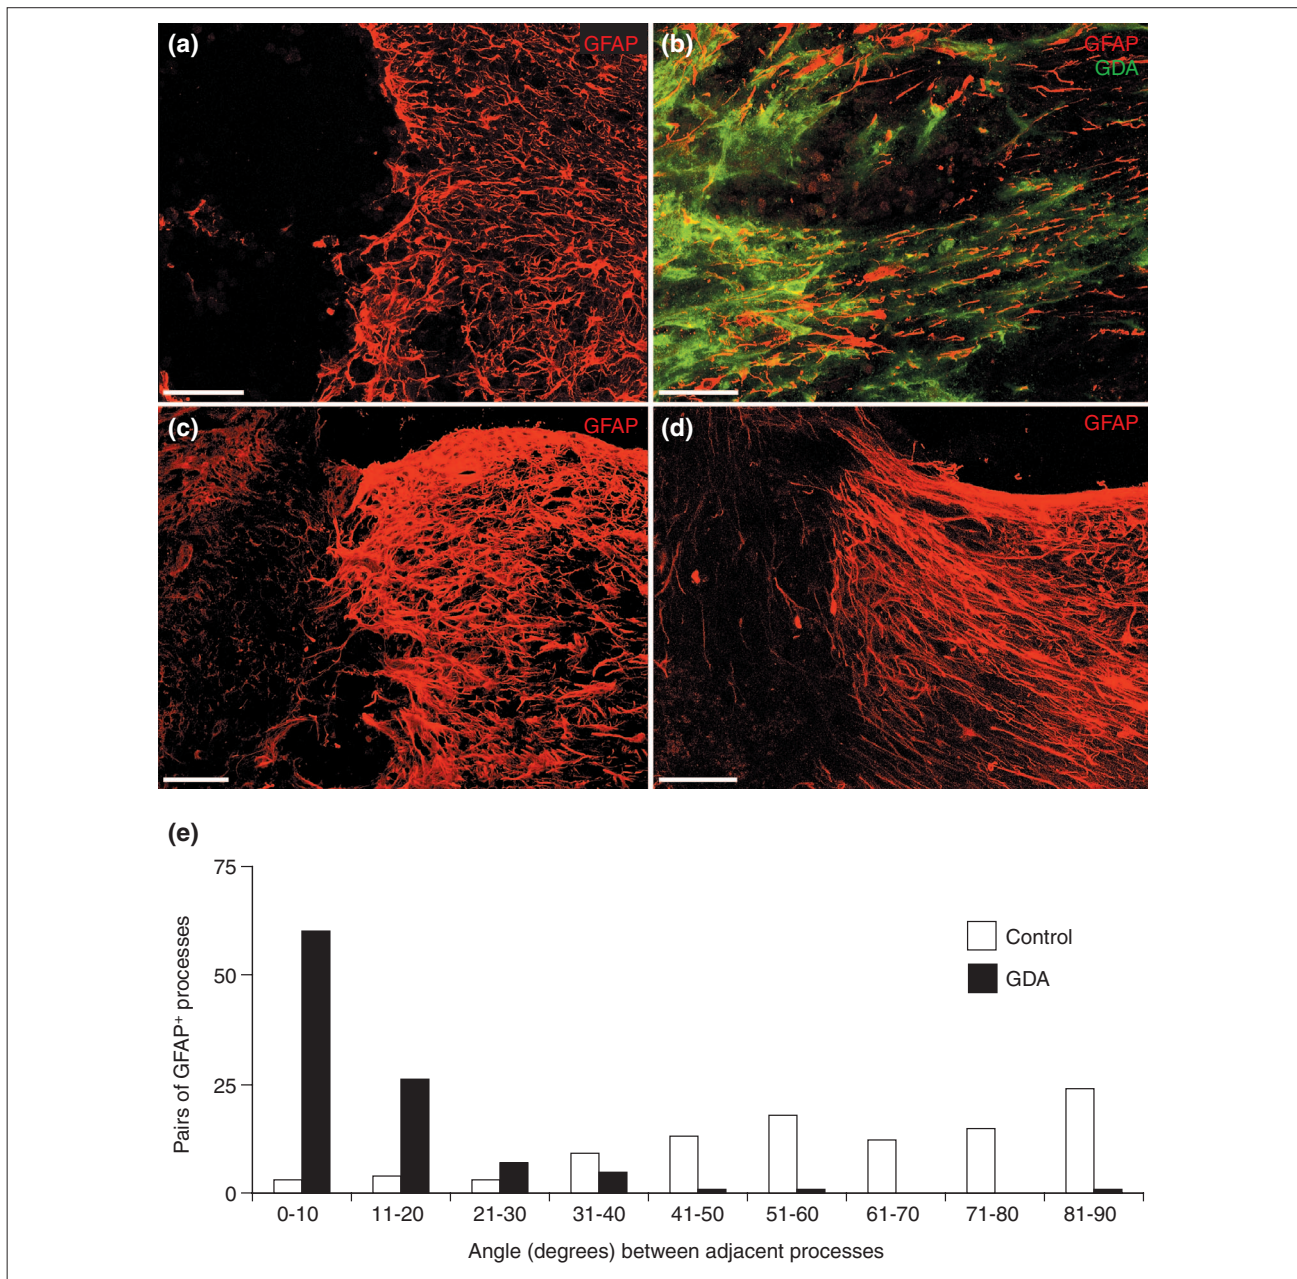 (a)
GFAP
(b)
GFAP
GDA
(c)
GFAP
(d)
GFAP
(e)
75
50
25
0
Pairs of GFAP⁺ processes
Control
GDA
0-10 11-20 21-30 31-40 41-50 51-60 61-70 71-80 81-90
Angle (degrees) between adjacent processes